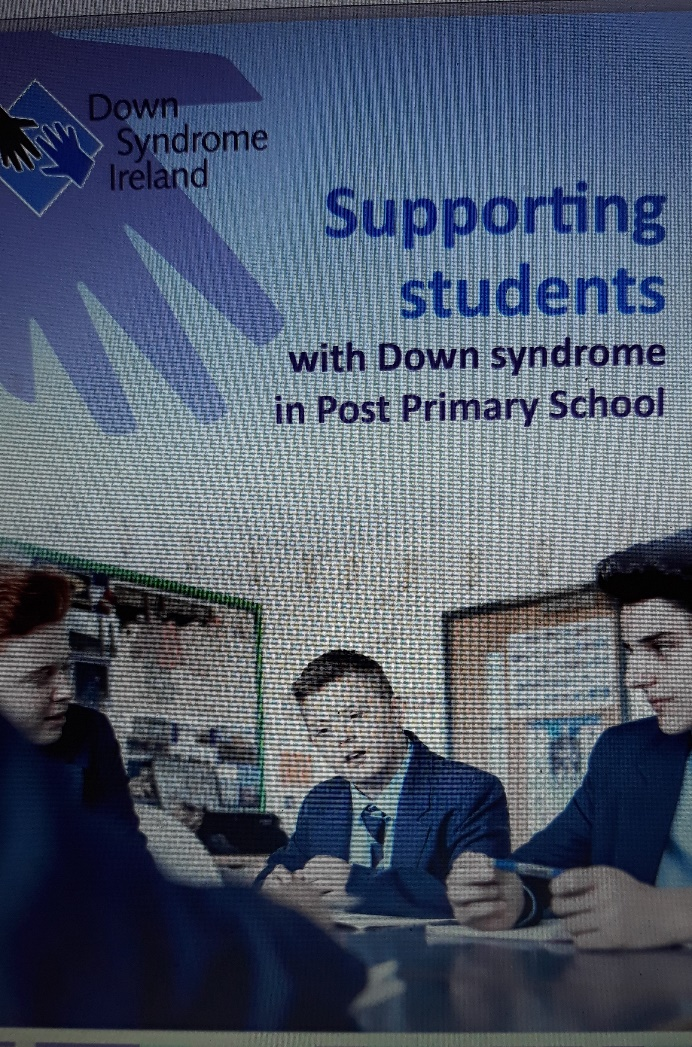 Down
Syndrome
Ireland
Supporting
students
with Down syndrome
in Post Primary School